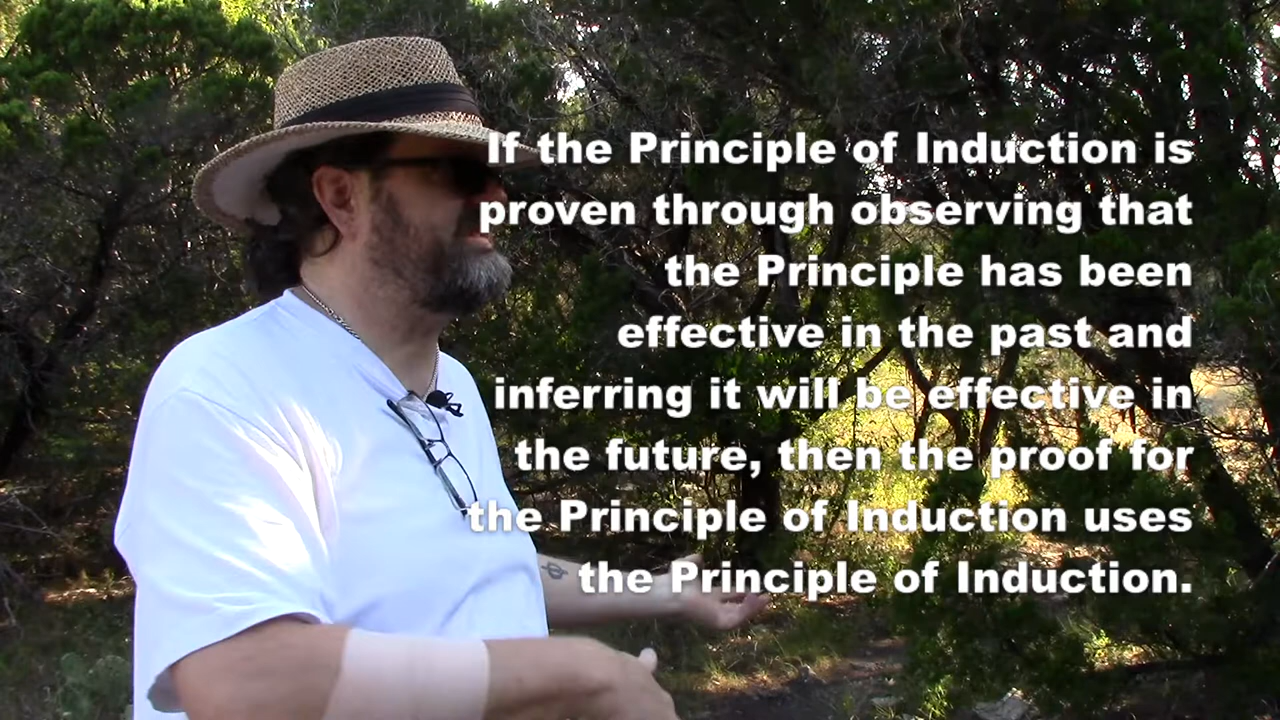 If the Principle of Induction is
proven through observing that
the Principle has been
effective in the past and
inferring it will be effective in
the future, then the proof for
the Principle of Induction uses
the Principle of Induction.